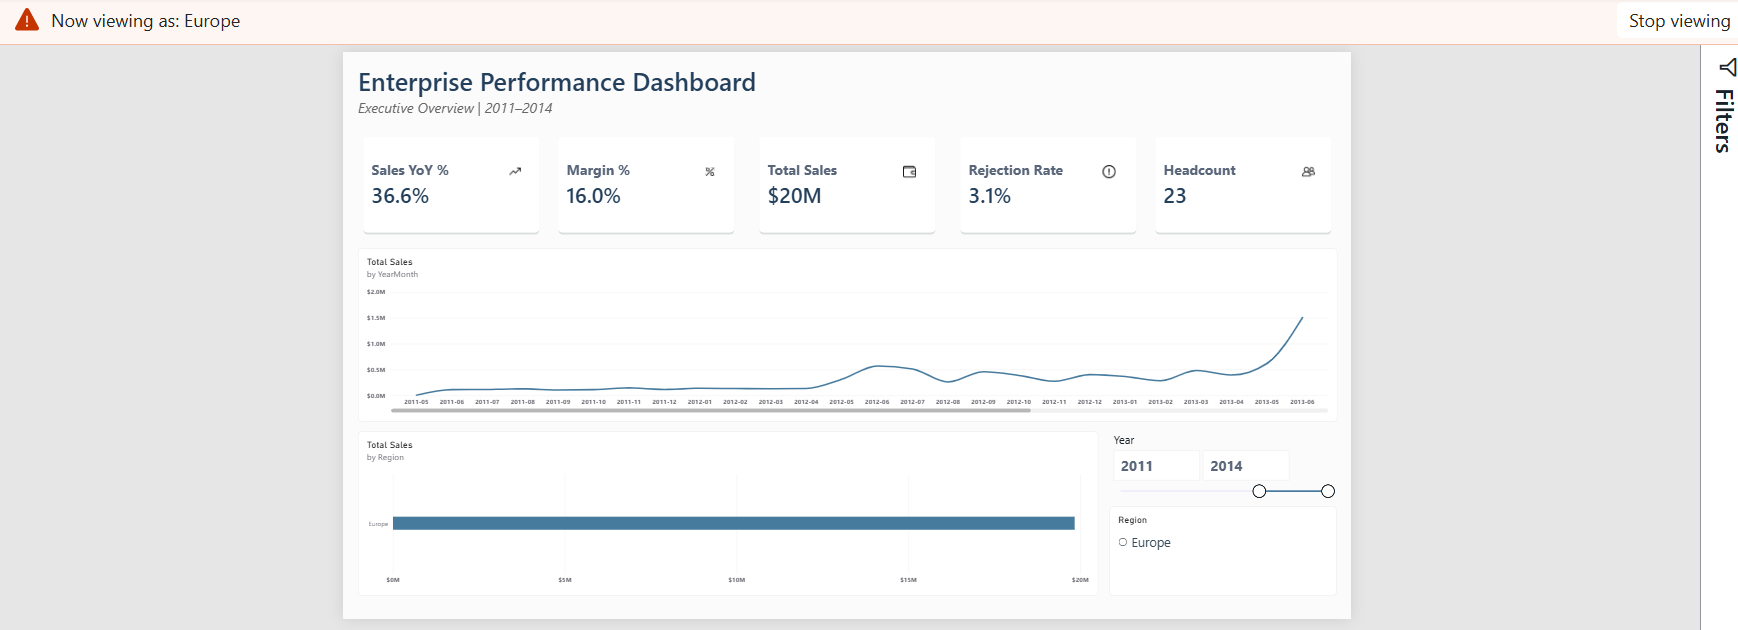 Now viewing as: Europe
Stop viewing
Filters
Enterprise Performance Dashboard
Executive Overview | 2011–2014
Sales YoY %
36.6%
Margin %
%
16.0%
Total Sales
$20M
Rejection Rate
3.1%
Headcount
23
Total Sales
by YearMonth
$2.0M
$1.5M
$1.0M
$0.5M
$0.0M
2011-05 2011-06 2011-07 2011-08 2011-09 2011-10 2011-11 2011-12 2012-01 2012-02 2012-03 2012-04 2012-05 2012-06 2012-07 2012-08 2012-09 2012-10 2012-11 2012-12 2013-01 2013-02 2013-03 2013-04 2013-05 2013-06
Total Sales
by Region
Europe
$0M $5M $10M $15M $20M
Year
2011 2014
Region
Europe